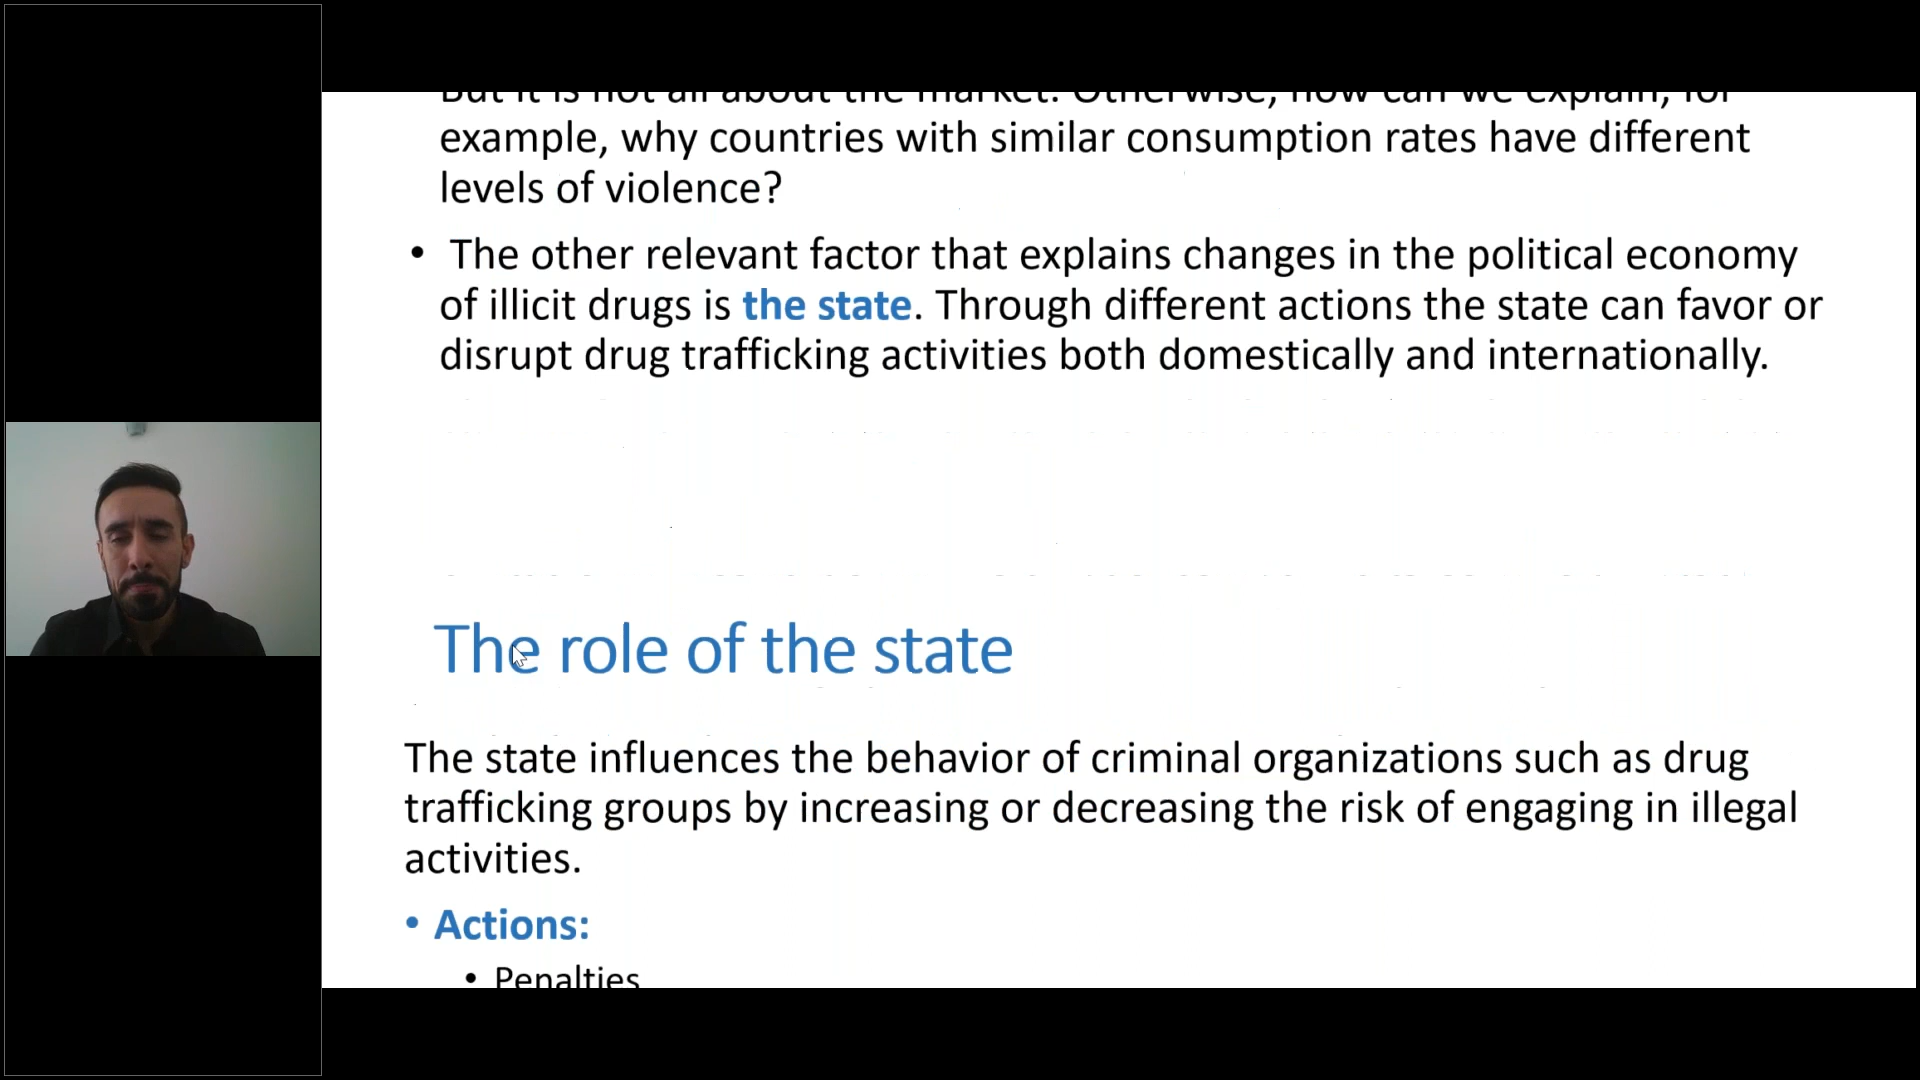 But it is not all about the market. Otherwise, how can we explain, for
example, why countries with similar consumption rates have different
levels of violence?
• The other relevant factor that explains changes in the political economy
of illicit drugs is the state. Through different actions the state can favor or
disrupt drug trafficking activities both domestically and internationally.
The role of the state
The state influences the behavior of criminal organizations such as drug
trafficking groups by increasing or decreasing the risk of engaging in illegal
activities.
• Actions:
• Penalties